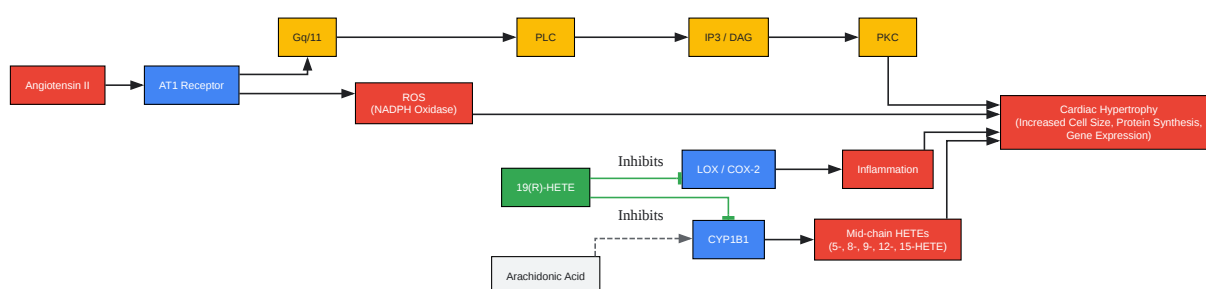 Gq/11
PLC
IP3 / DAG
PKC
Angiotensin II
AT1 Receptor
ROS
(NADPH Oxidase)
Cardiac Hypertrophy
(Increased Cell Size, Protein Synthesis,
Gene Expression)
Inhibits
LOX / COX-2
Inflammation
19(R)-HETE
Inhibits
CYP1B1
Mid-chain HETEs
(5-, 8-, 9-, 12-, 15-HETE)
Arachidonic Acid